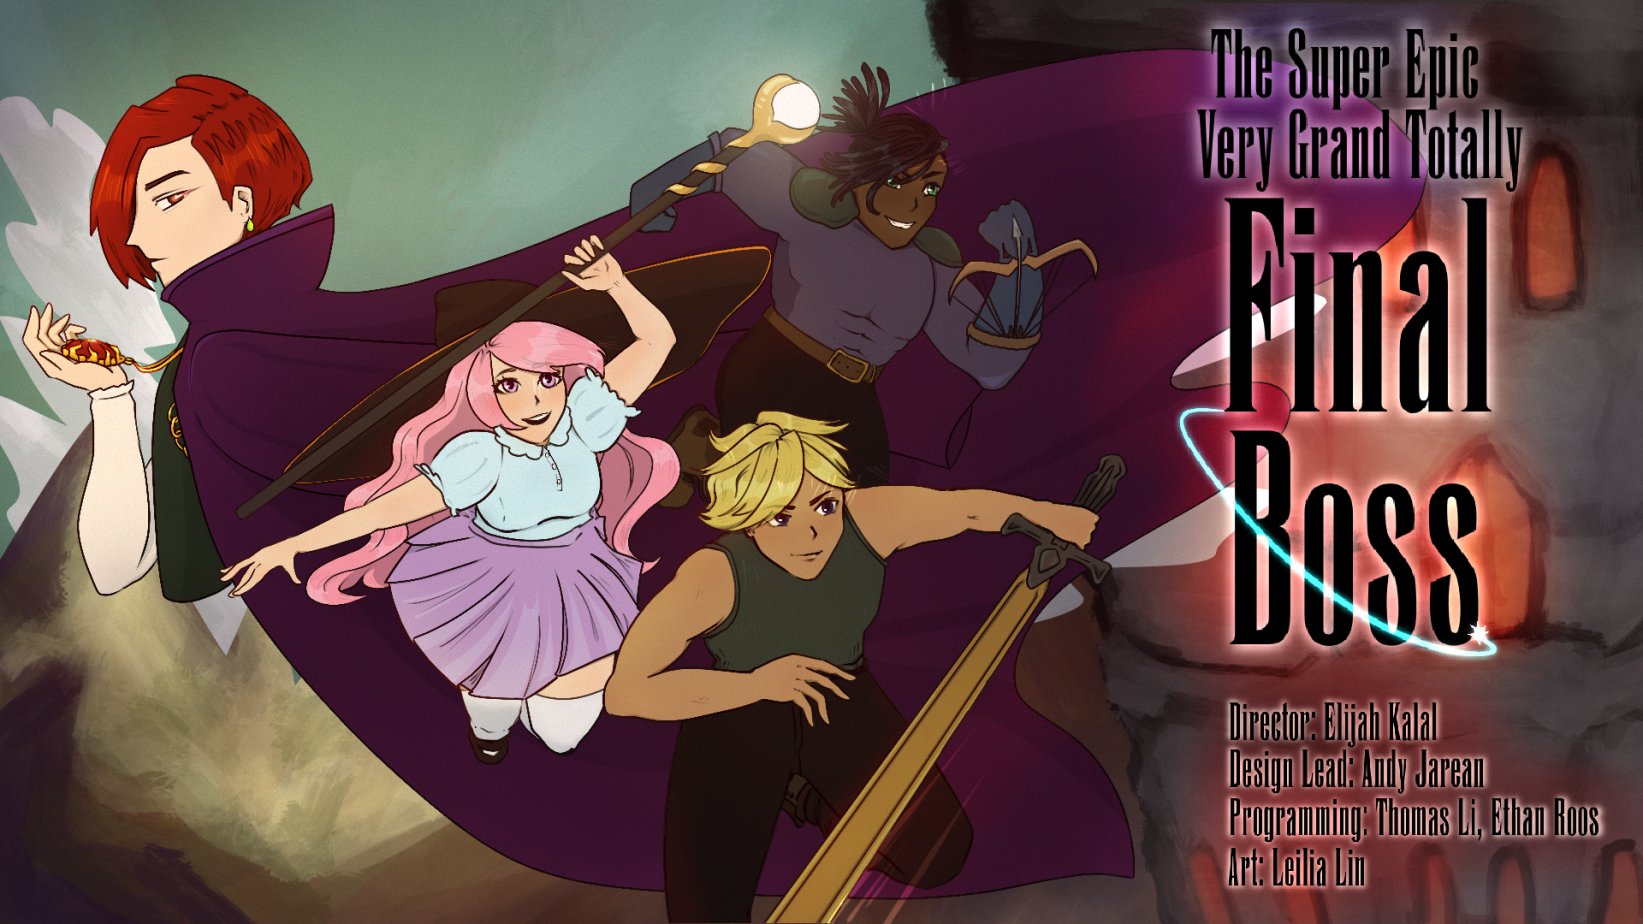 The Super Epic
Very Grand Totally
Final
Boss
Director: Elijah Kalal
Design Lead: Andy Jarean
Programming: Thomas Li, Ethan Roos
Art: Leilia Lin